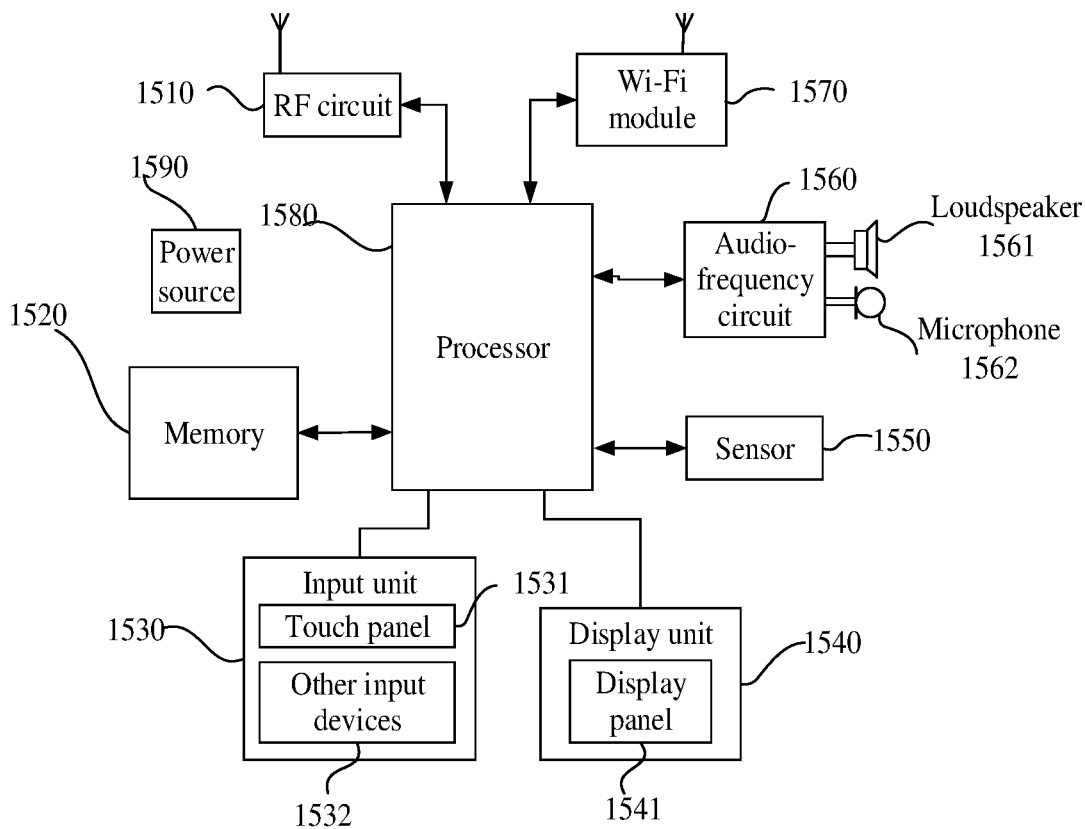 1510
RF circuit
Wi-Fi
module
1570
1590
Power
source
1580
1560
Audio-
frequency
circuit
Loudspeaker
1561
Microphone
1562
1520
Memory
Processor
Sensor
1550
Input unit
1531
Touch panel
1530
Other input
devices
1532
Display unit
1540
Display
panel
1541